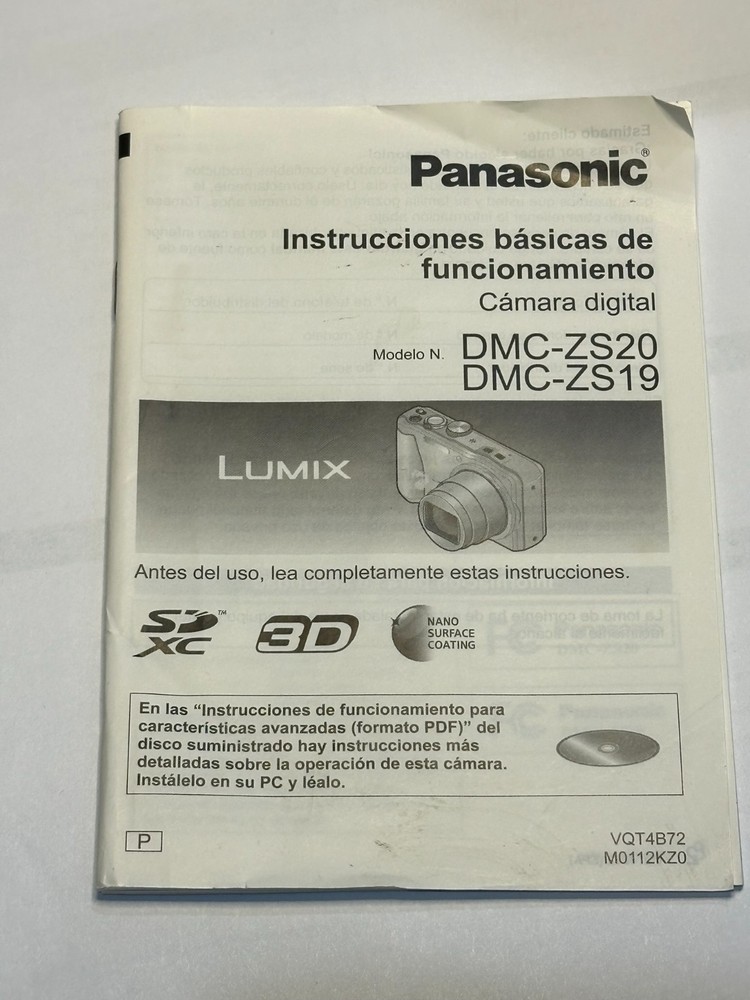 Panasonic®
Instrucciones básicas de
funcionamiento
Cámara digital
Modelo N. DMC-ZS20
DMC-ZS19
LUMIX
Antes del uso, lea completamente estas instrucciones.
SD XC™
3D
NANO
SURFACE
COATING
En las “Instrucciones de funcionamiento para
características avanzadas (formato PDF)” del
disco suministrado hay instrucciones más
detalladas sobre la operación de esta cámara.
Instálelo en su PC y léalo.
P
VQT4B72
M0112KZ0